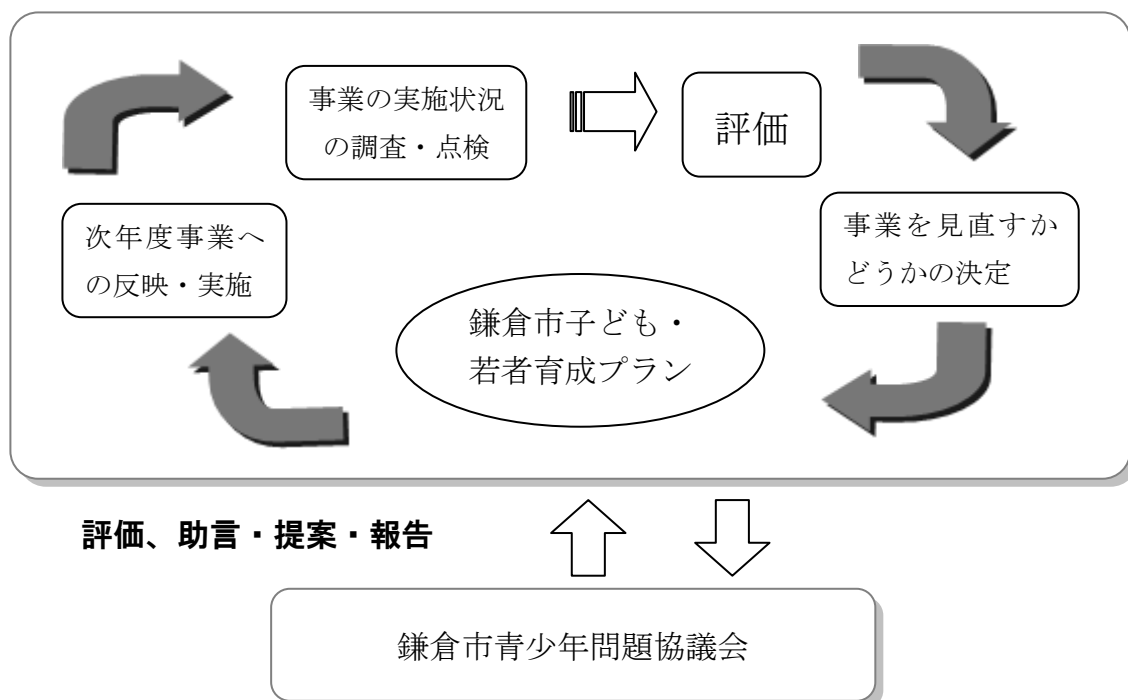 事業の実施状況
の調査・点検
評価
次年度事業へ
の反映・実施
事業を見直すか
どうかの決定
鎌倉市子ども・
若者育成プラン
評価、助言・提案・報告
鎌倉市青少年問題協議会